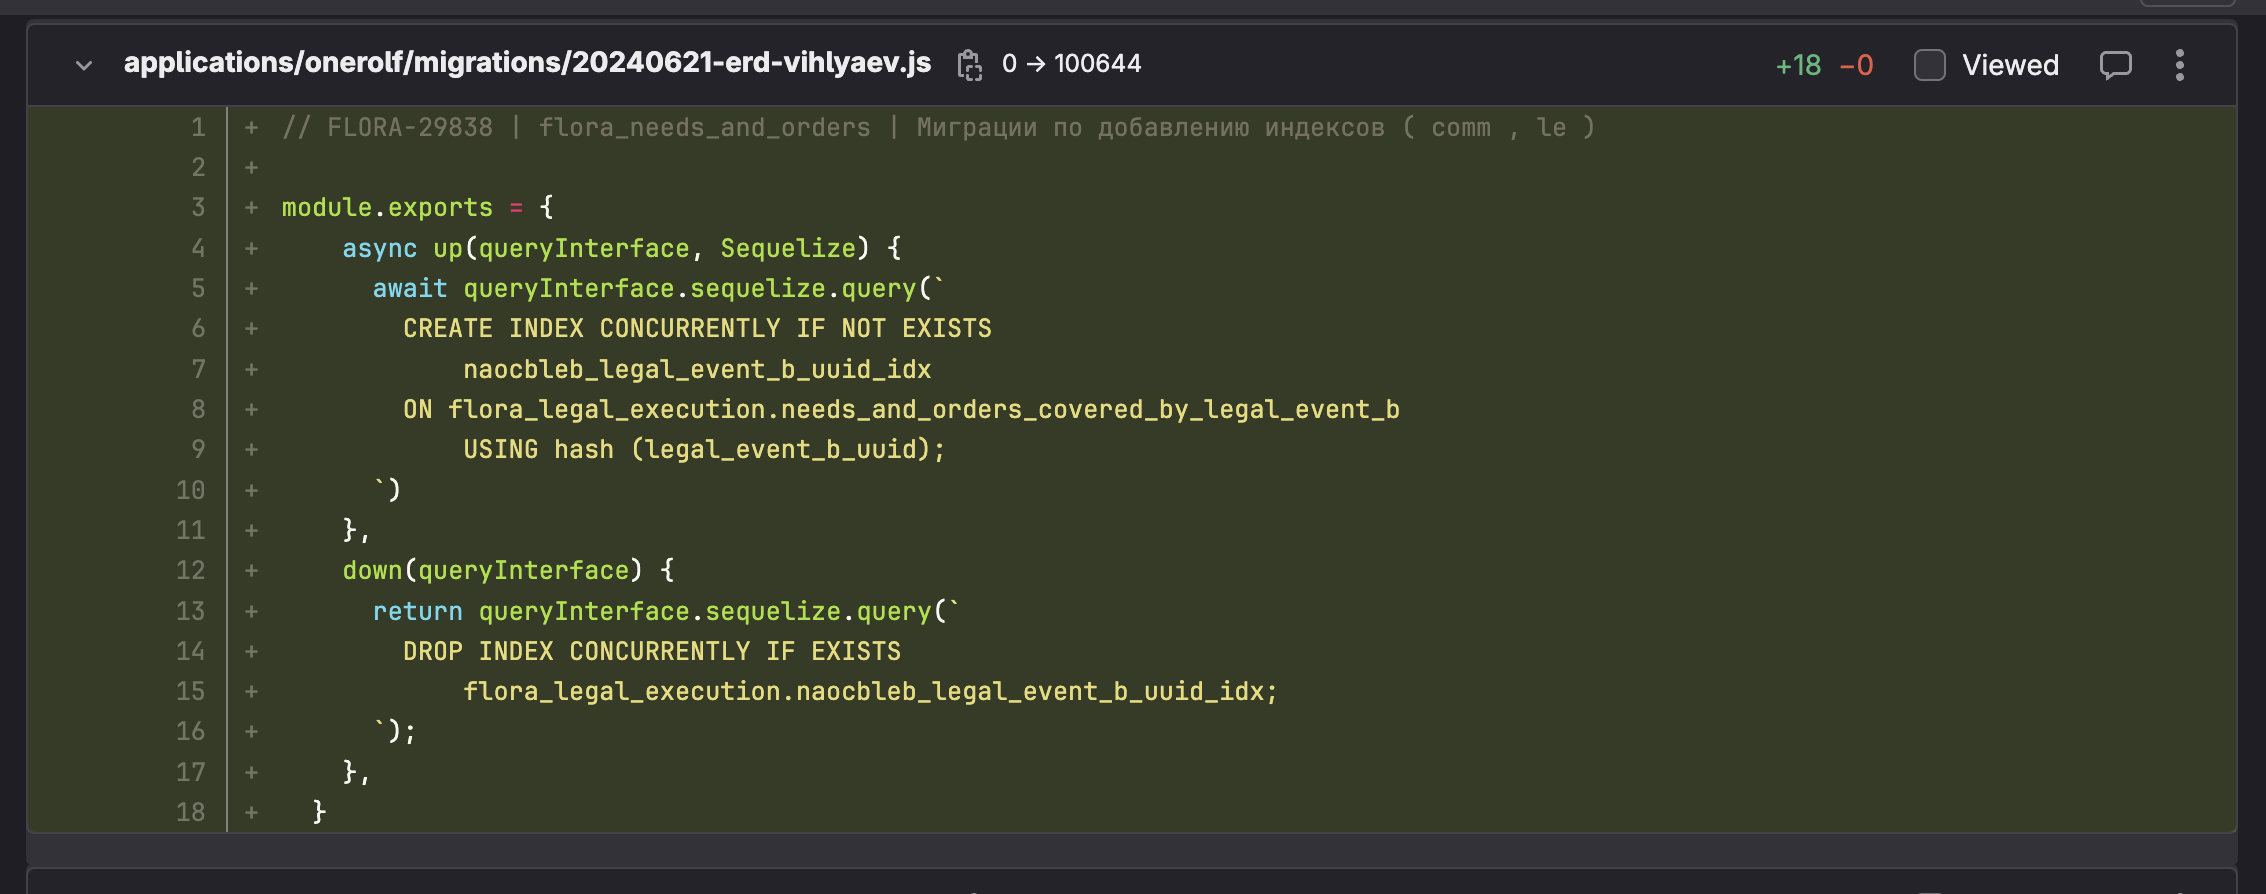 applications/onerolf/migrations/20240621-erd-vihlyaev.js 0 → 100644 +18 −0 Viewed
1 + // FLORA-29838 | flora_needs_and_orders | Миграции по добавлению индексов ( comm , le )
2 +
3 + module.exports = {
4 + async up(queryInterface, Sequelize) {
5 + await queryInterface.sequelize.query(`
6 + CREATE INDEX CONCURRENTLY IF NOT EXISTS
7 + naocbleb_legal_event_b_uuid_idx
8 + ON flora_legal_execution.needs_and_orders_covered_by_legal_event_b
9 + USING hash (legal_event_b_uuid);
10 + `)
11 + },
12 + down(queryInterface) {
13 + return queryInterface.sequelize.query(`
14 + DROP INDEX CONCURRENTLY IF EXISTS
15 + flora_legal_execution.naocbleb_legal_event_b_uuid_idx;
16 + `);
17 + },
18 + }